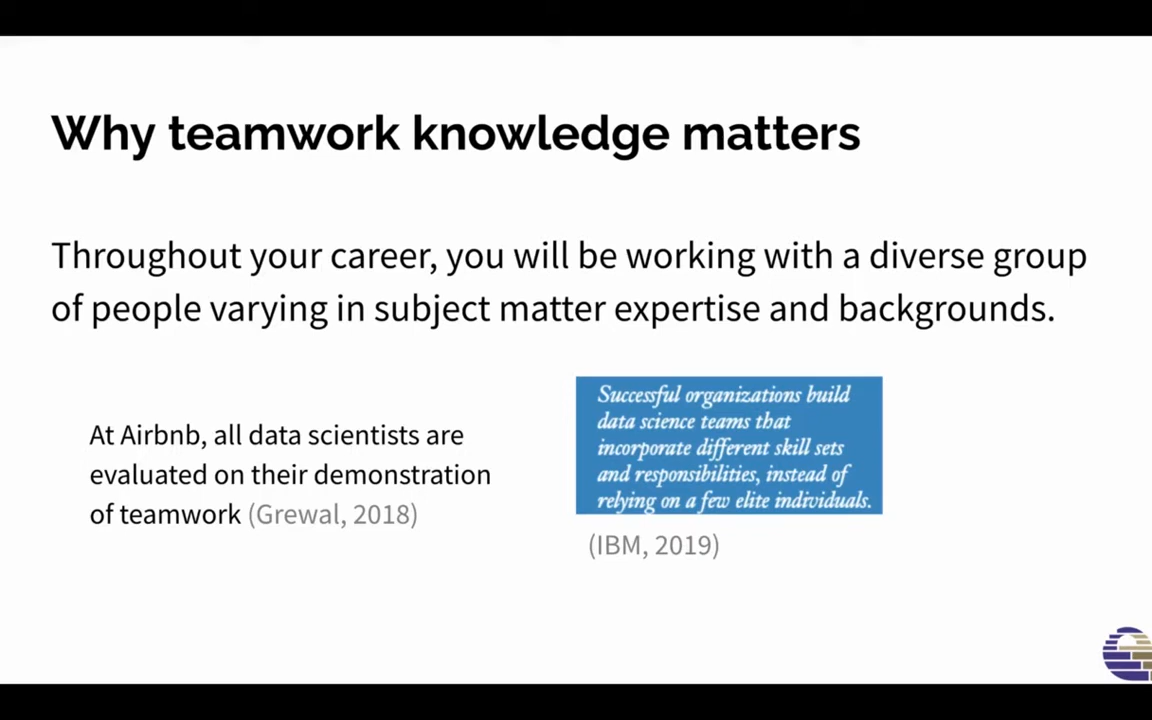 Why teamwork knowledge matters
Throughout your career, you will be working with a diverse group
of people varying in subject matter expertise and backgrounds.
At Airbnb, all data scientists are
evaluated on their demonstration
of teamwork (Grewal, 2018)
Successful organizations build
data science teams that
incorporate different skill sets
and responsibilities, instead of
relying on a few elite individuals.
(IBM, 2019)